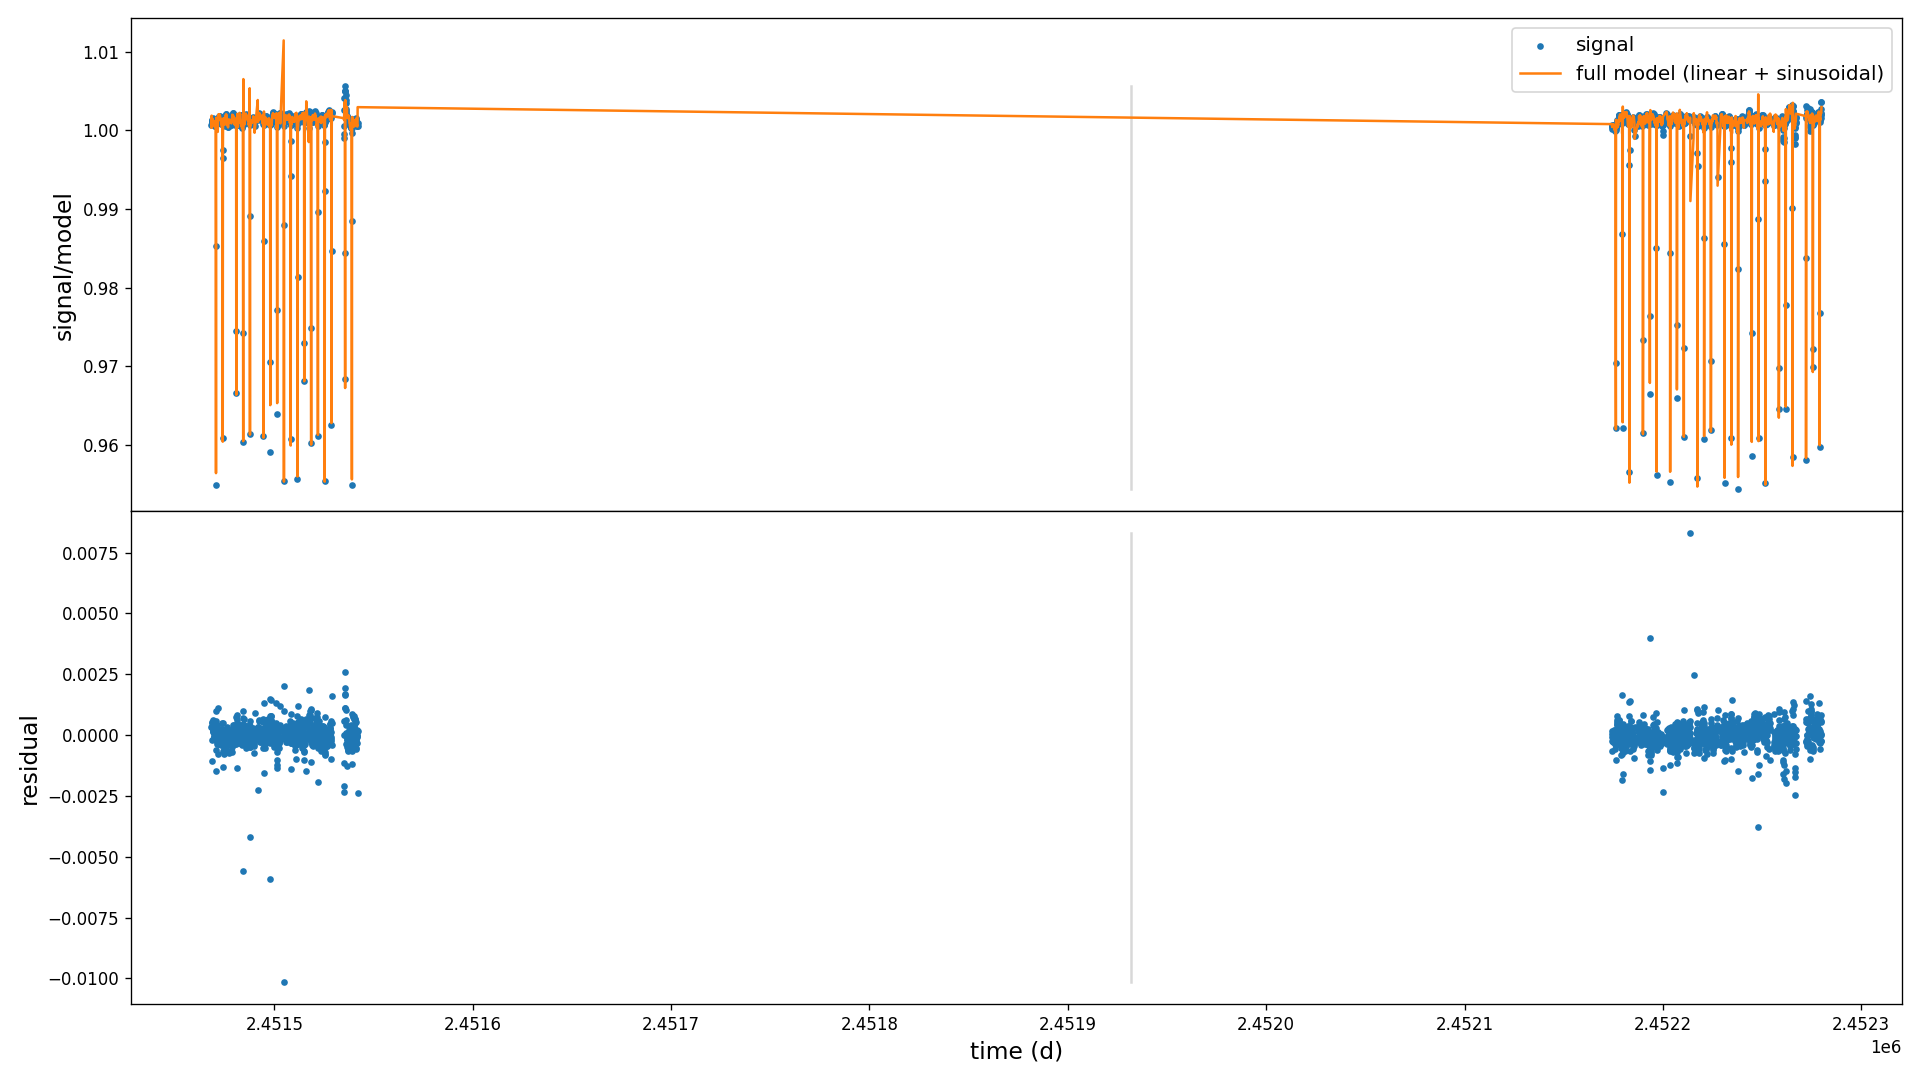 signal
full model (linear + sinusoidal)
1.01
1.00
0.99
0.98
0.97
0.96
signal/model
0.0075
0.0050
0.0025
0.0000
−0.0025
−0.0050
−0.0075
−0.0100
residual
2.4515 2.4516 2.4517 2.4518 2.4519 2.4520 2.4521 2.4522 2.4523
1e6
time (d)